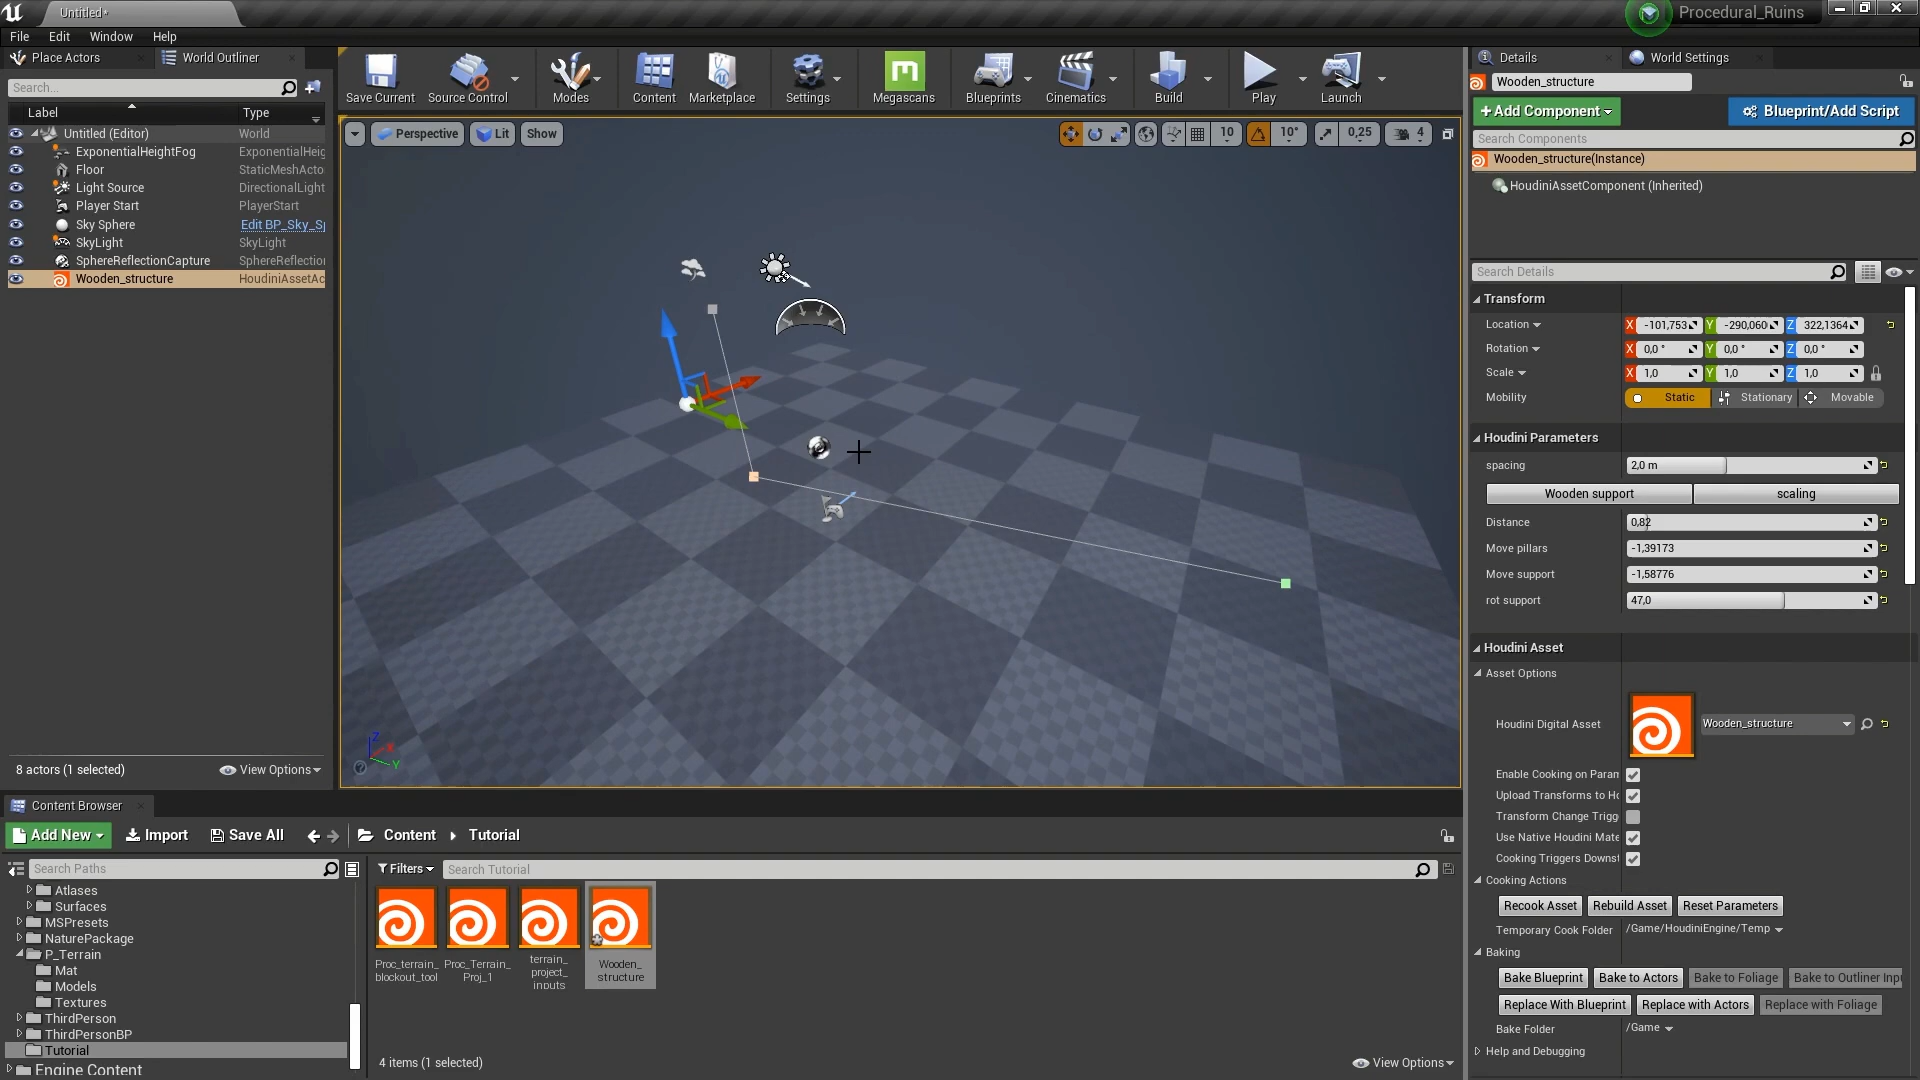 Untitled*
Procedural_Ruins
File Edit Window Help
Place Actors
World Outliner
Search...
Label Type
Untitled (Editor) World
ExponentialHeightFog ExponentialHeig
Floor StaticMeshActo
Light Source DirectionalLight
Player Start PlayerStart
Sky Sphere Edit BP_Sky_Sp
SkyLight SkyLight
SphereReflectionCapture SphereReflection
Wooden_structure HoudiniAssetAc
8 actors (1 selected) View Options
Save Current Source Control Modes Content Marketplace Settings Megascans Blueprints Cinematics Build Play Launch
Perspective Lit Show
10 10° 0,25 4
Z X Y
Details World Settings
Wooden_structure
+Add Component Blueprint/Add Script
Search Components
Wooden_structure(Instance)
HoudiniAssetComponent (Inherited)
Search Details
Transform
Location X -101,753 Y -290,060 Z 322,1364
Rotation X 0,0 ° Y 0,0 ° Z 0,0 °
Scale X 1,0 Y 1,0 Z 1,0
Mobility Static Stationary Movable
Houdini Parameters
spacing 2,0 m
Wooden support scaling
Distance 0,82
Move pillars -1,39173
Move support -1,58776
rot support 47,0
Houdini Asset
Asset Options
Houdini Digital Asset Wooden_structure
Enable Cooking on Param
Upload Transforms to Ho
Transform Change Trigg
Use Native Houdini Mate
Cooking Triggers Downst
Cooking Actions
Recook Asset Rebuild Asset Reset Parameters
Temporary Cook Folder /Game/HoudiniEngine/Temp
Baking
Bake Blueprint Bake to Actors Bake to Foliage Bake to Outliner Inpu
Replace With Blueprint Replace with Actors Replace with Foliage
Bake Folder /Game
Help and Debugging
Content Browser
Add New Import Save All Content Tutorial
Search Paths
Filters Search Tutorial
Atlases
Surfaces
MSPresets
NaturePackage
P_Terrain
Mat
Models
Textures
ThirdPerson
ThirdPersonBP
Tutorial
Engine Content
Proc_terrain_
blockout_tool
Proc_Terrain_
Proj_1
terrain_
project_
inputs
Wooden_
structure
4 items (1 selected) View Options